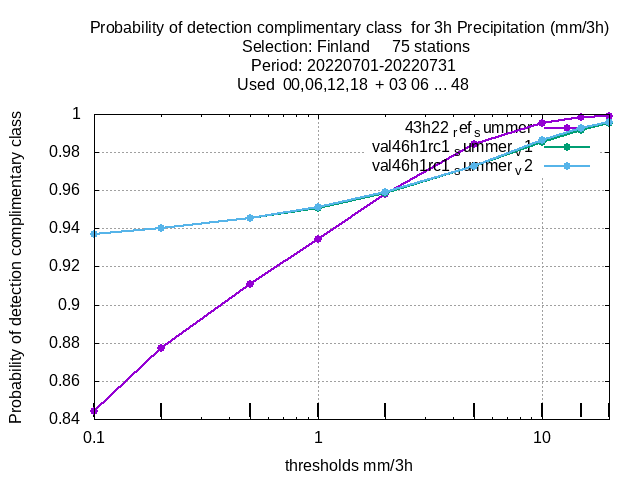 Probability of detection complimentary class  for 3h Precipitation (mm/3h)
Selection: Finland     75 stations
Period: 20220701-20220731
Used  00,06,12,18  + 03 06 ... 48
Probability of detection complimentary class
1
0.98
0.96
0.94
0.92
0.9
0.88
0.86
0.84
0.1
1
10
thresholds mm/3h
43h22_ref_summer
val46h1rc1_summer_v1
val46h1rc1_summer_v2